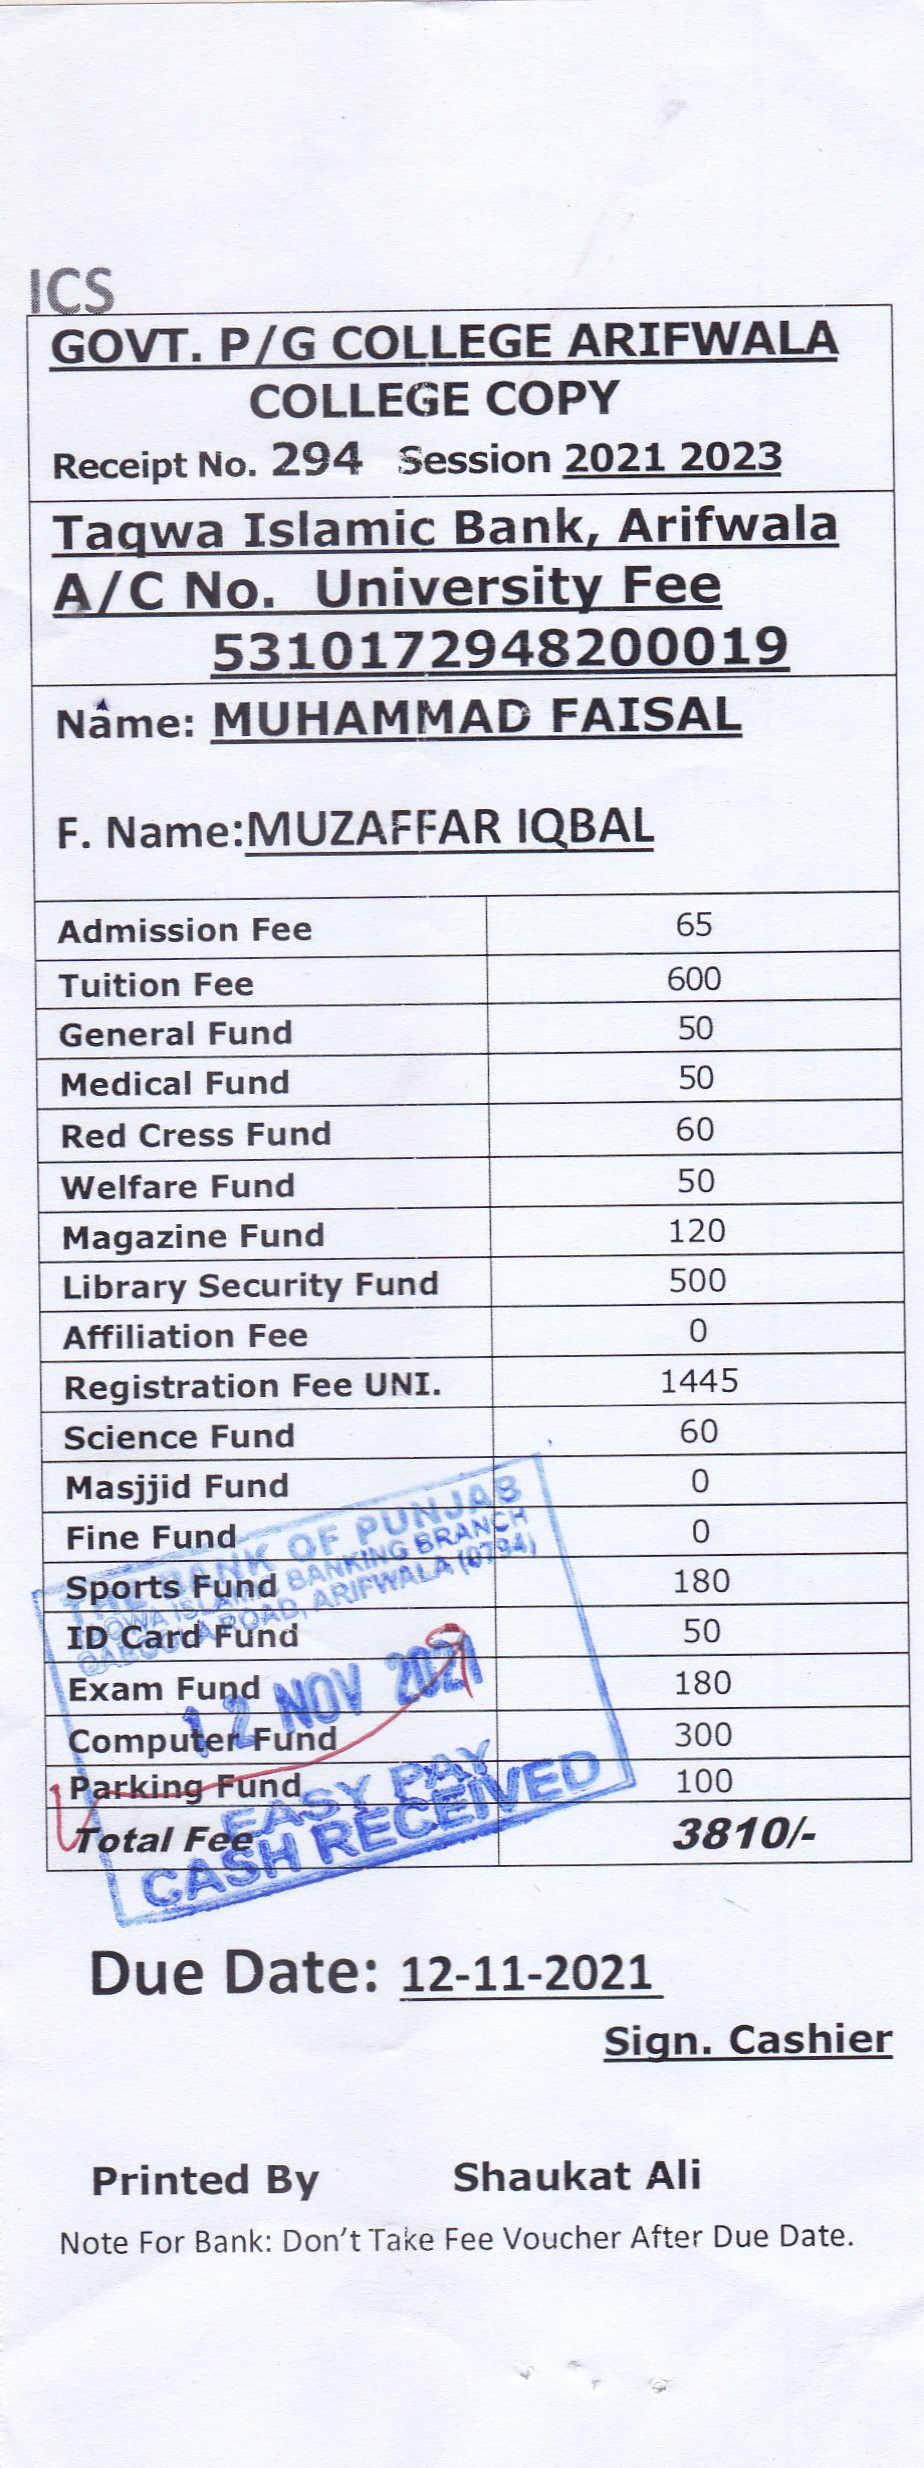 ICS
GOVT. P/G COLLEGE ARIFWALA
COLLEGE COPY
Receipt No. 294 Session 2021 2023
Taqwa Islamic Bank, Arifwala
A/C No. University Fee
5310172948200019
Name: MUHAMMAD FAISAL
F. Name:MUZAFFAR IQBAL
Admission Fee 65
Tuition Fee 600
General Fund 50
Medical Fund 50
Red Cress Fund 60
Welfare Fund 50
Magazine Fund 120
Library Security Fund 500
Affiliation Fee 0
Registration Fee UNI. 1445
Science Fund 60
Masjjid Fund 0
Fine Fund 0
Sports Fund 180
ID Card Fund 50
Exam Fund 180
Computer Fund 300
Parking Fund 100
Total Fee 3810/-
THE BANK OF PUNJAB
TAQWA ISLAMIC BANKING BRANCH
QABOOLA ROAD, ARIFWALA (0794)
12 NOV 2021
EASY PAY
CASH RECEIVED
Due Date: 12-11-2021
Sign. Cashier
Printed By Shaukat Ali
Note For Bank: Don't Take Fee Voucher After Due Date.